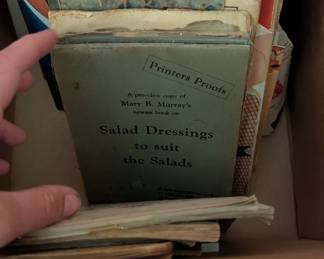 Printers Proofs
A pre-view copy of
Mary B. Murray's
newest book on
Salad Dressings
to suit
the Salads